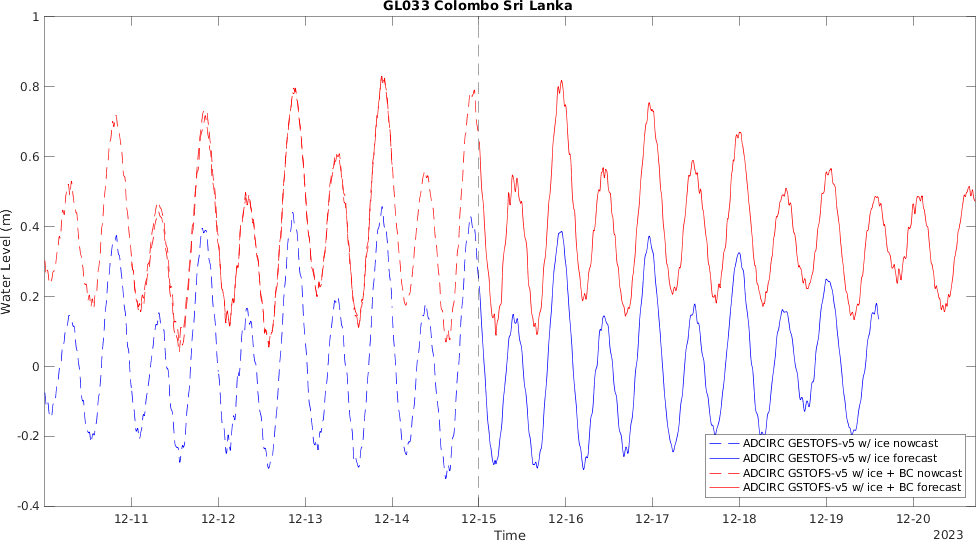 GL033 Colombo Sri Lanka
1
0.8
0.6
0.4
0.2
0
-0.2
-0.4
Water Level (m)
12-11 12-12 12-13 12-14 12-15 12-16 12-17 12-18 12-19 12-20
Time
2023
ADCIRC GESTOFS-v5 w/ ice nowcast
ADCIRC GESTOFS-v5 w/ ice forecast
ADCIRC GSTOFS-v5 w/ ice + BC nowcast
ADCIRC GSTOFS-v5 w/ ice + BC forecast